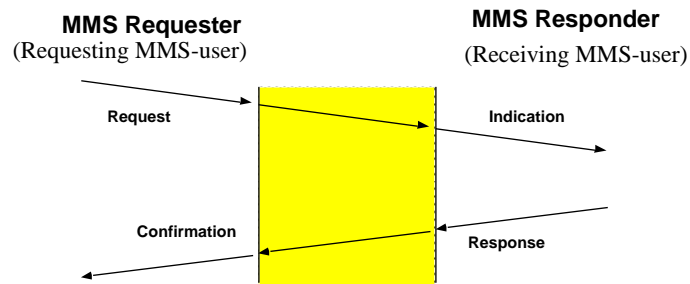 MMS Requester
(Requesting MMS-user)
MMS Responder
(Receiving MMS-user)
Request
Indication
Confirmation
Response